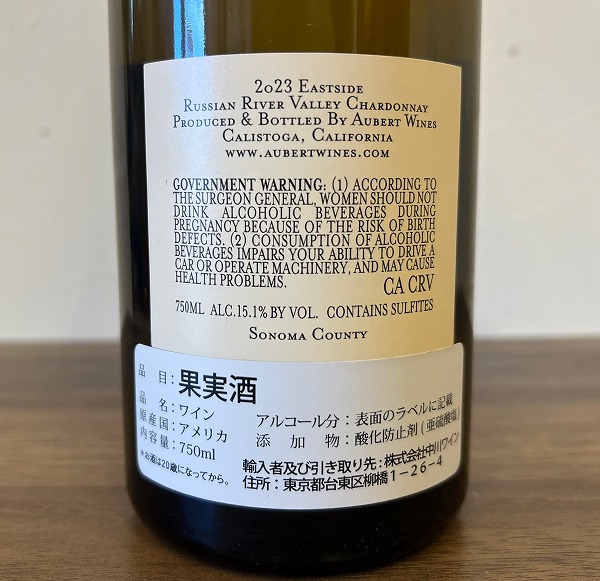 2023 Eastside
Russian River Valley Chardonnay
Produced & Bottled By Aubert Wines
Calistoga, California
www.aubertwines.com
GOVERNMENT WARNING: (1) ACCORDING TO
THE SURGEON GENERAL, WOMEN SHOULD NOT
DRINK ALCOHOLIC BEVERAGES DURING
PREGNANCY BECAUSE OF THE RISK OF BIRTH
DEFECTS. (2) CONSUMPTION OF ALCOHOLIC
BEVERAGES IMPAIRS YOUR ABILITY TO DRIVE A
CAR OR OPERATE MACHINERY, AND MAY CAUSE
HEALTH PROBLEMS.
CA CRV
750ML ALC.15.1% BY VOL. CONTAINS SULFITES
Sonoma County
品目:果実酒
品名:ワイン アルコール分:表面のラベルに記載
原産国:アメリカ 添加物:酸化防止剤(亜硫酸塩)
内容量:750ml
*お酒は20歳になってから。
輸入者及び引き取り先:株式会社中川ワイン
住所:東京都台東区柳橋1-26-4